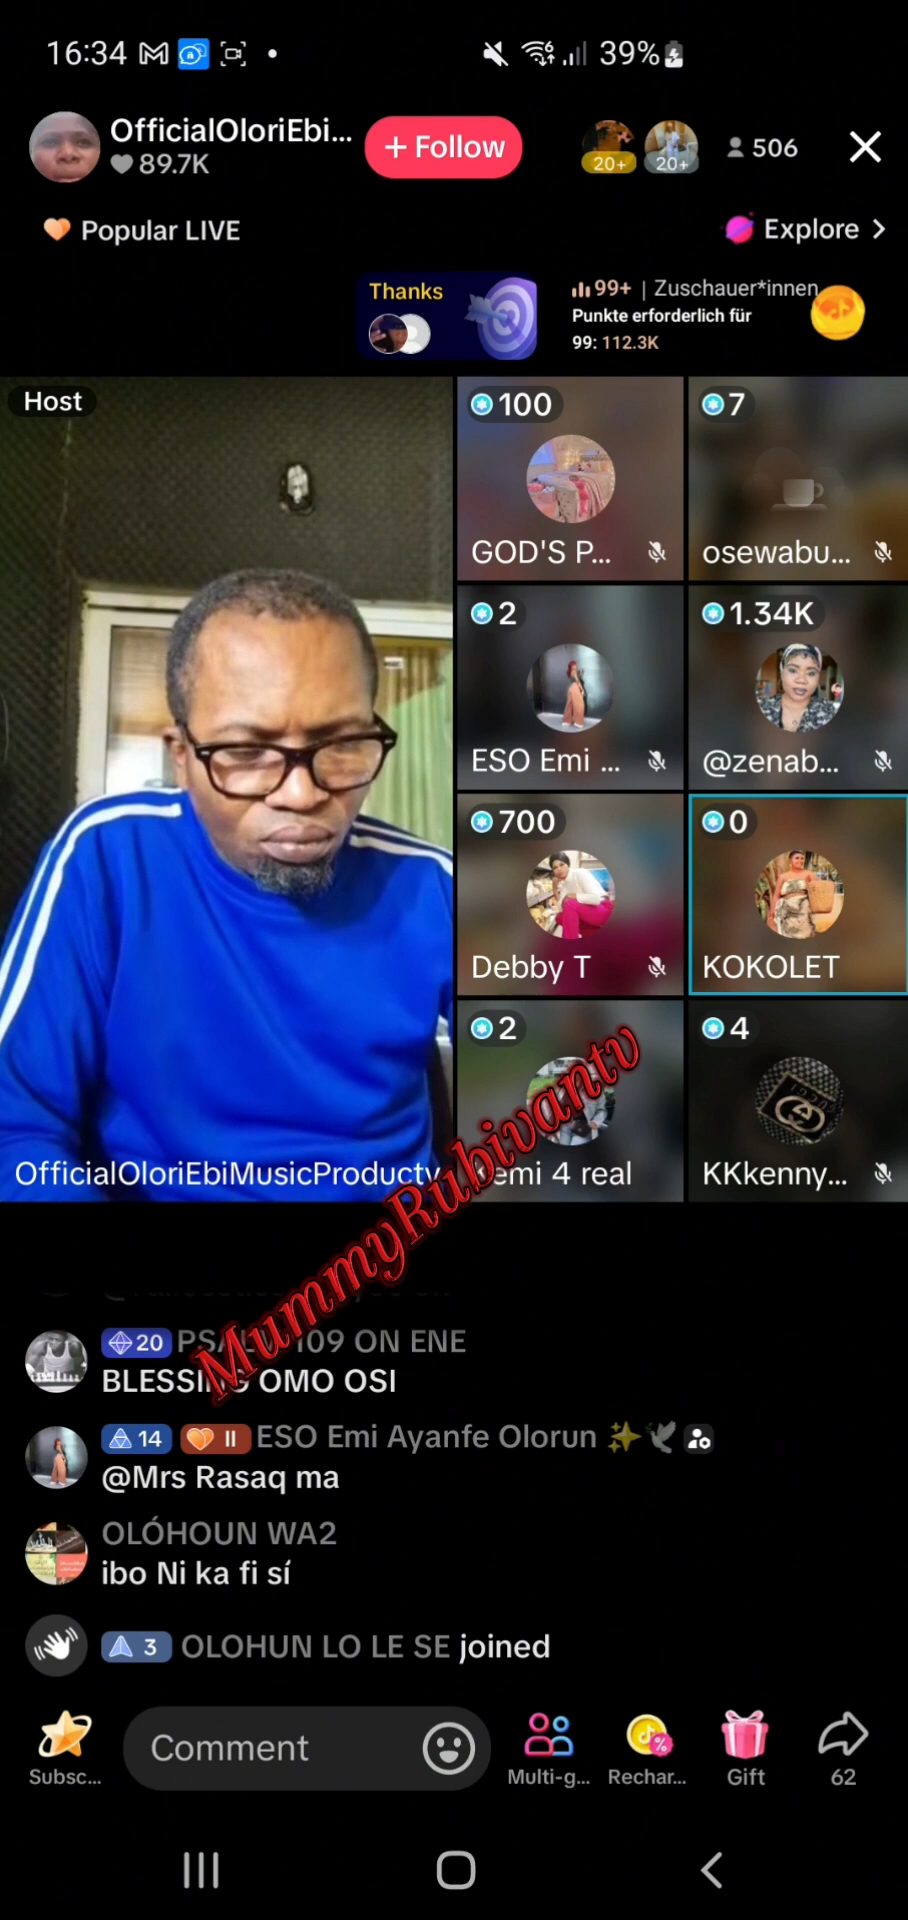 16:34
39%
OfficialOloriEbi...
+ Follow
89.7K
20+
20+
506
Popular LIVE
Explore >
Thanks
99+ | Zuschauer*innen
Punkte erforderlich für
99: 112.3K
Host
100
GOD'S P...
7
osewabu...
2
ESO Emi ...
1.34K
@zenab...
700
Debby T
0
KOKOLET
2
emi 4 real
4
KKkenny...
OfficialOloriEbiMusicProductv
MummyRubivantv
20 PSALM 109 ON ENE
BLESSING OMO OSI
14 II ESO Emi Ayanfe Olorun
@Mrs Rasaq ma
OLÓHOUN WA2
ibo Ni ka fi sí
3 OLOHUN LO LE SE joined
Subsc...
Comment
Multi-g...
Rechar...
Gift
62